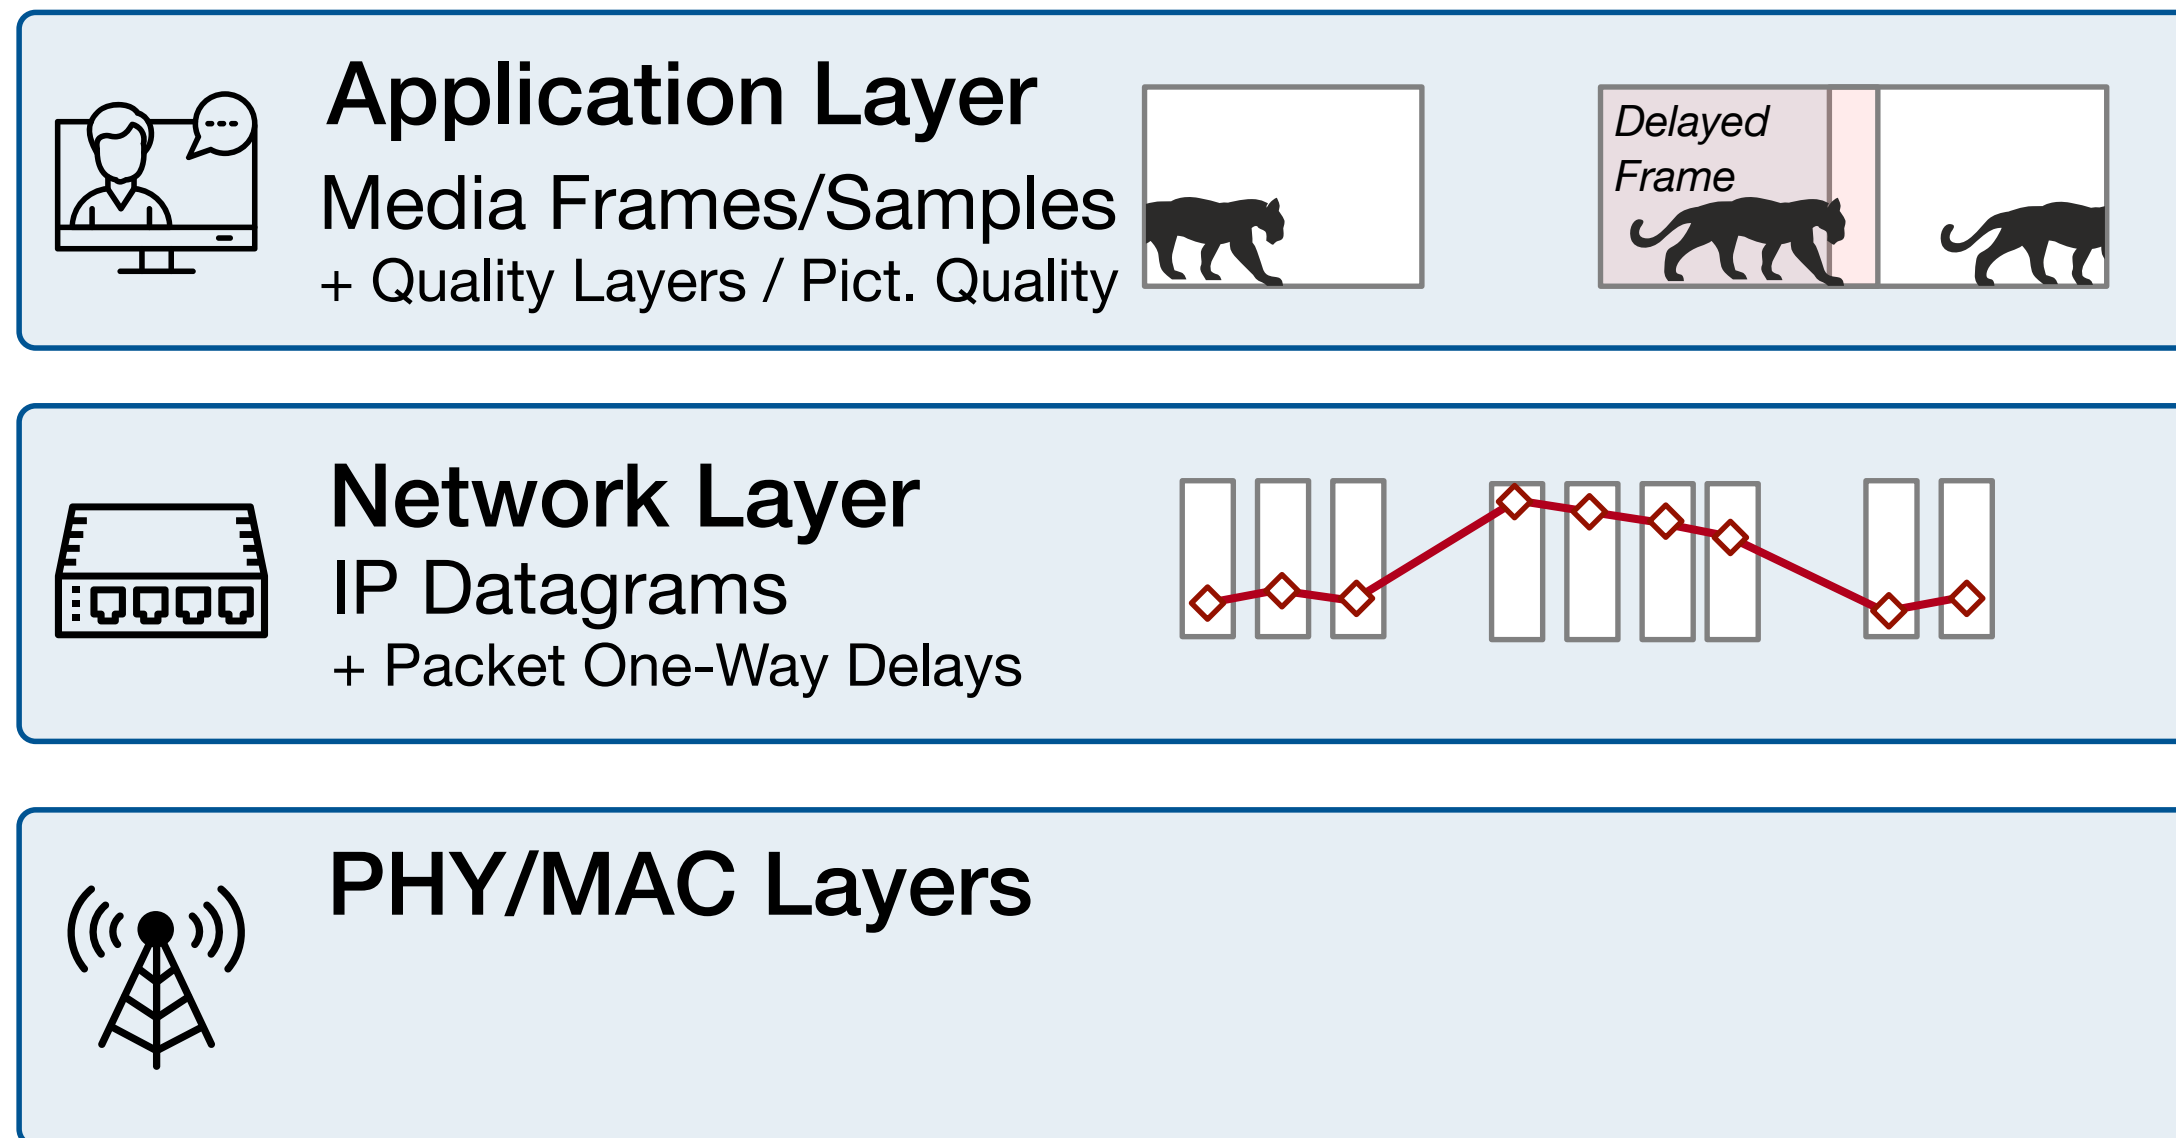 Application Layer
Media Frames/Samples
+ Quality Layers / Pict. Quality
Delayed
Frame
Network Layer
IP Datagrams
+ Packet One-Way Delays
PHY/MAC Layers